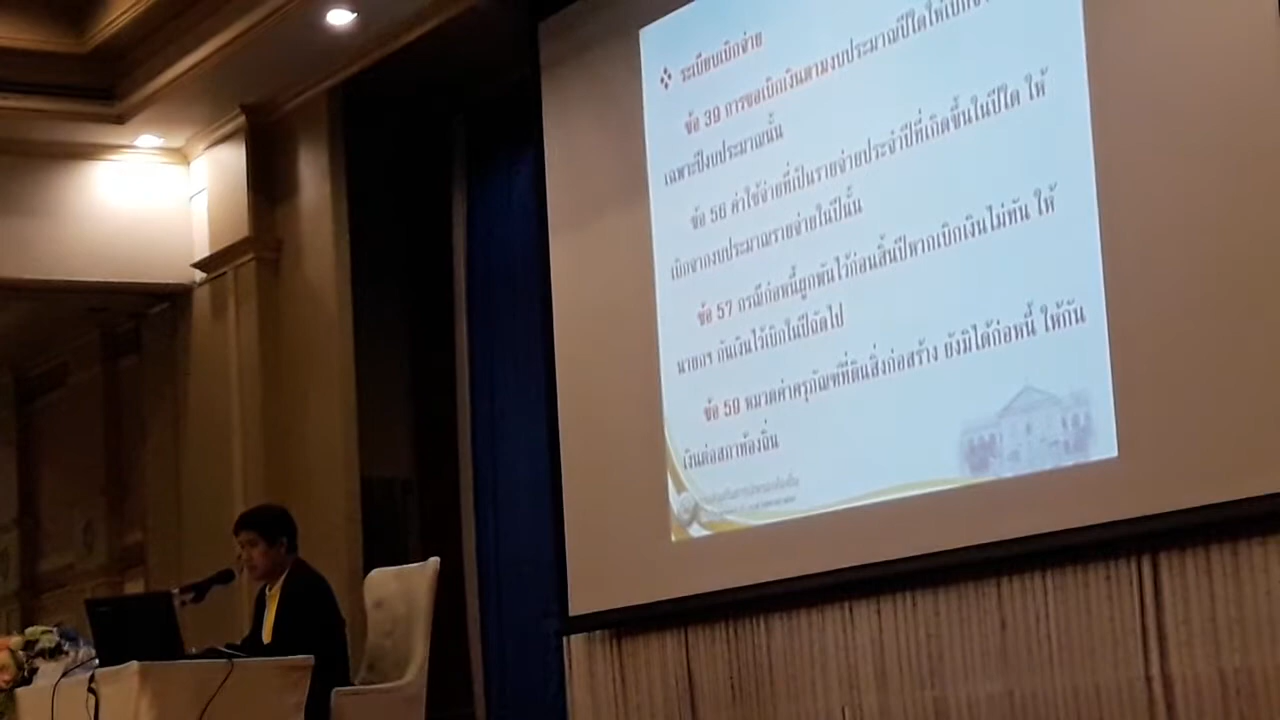 ❖ ระเบียบเบิกจ่าย
ข้อ 39 การขอเบิกเงินตามงบประมาณปีใดให้เบิก
เฉพาะปีงบประมาณนั้น
ข้อ 56 ค่าใช้จ่ายที่เป็นรายจ่ายประจำปีที่เกิดขึ้นในปีใด ให้
เบิกจากงบประมาณรายจ่ายในปีนั้น
ข้อ 57 กรณีก่อหนี้ผูกพันไว้ก่อนสิ้นปีหากเบิกเงินไม่ทัน ให้
นายกฯ กันเงินไว้เบิกในปีถัดไป
ข้อ 59 หมวดค่าครุภัณฑ์ที่ดินสิ่งก่อสร้าง ยังมิได้ก่อหนี้ ให้กัน
เงินต่อสภาท้องถิ่น